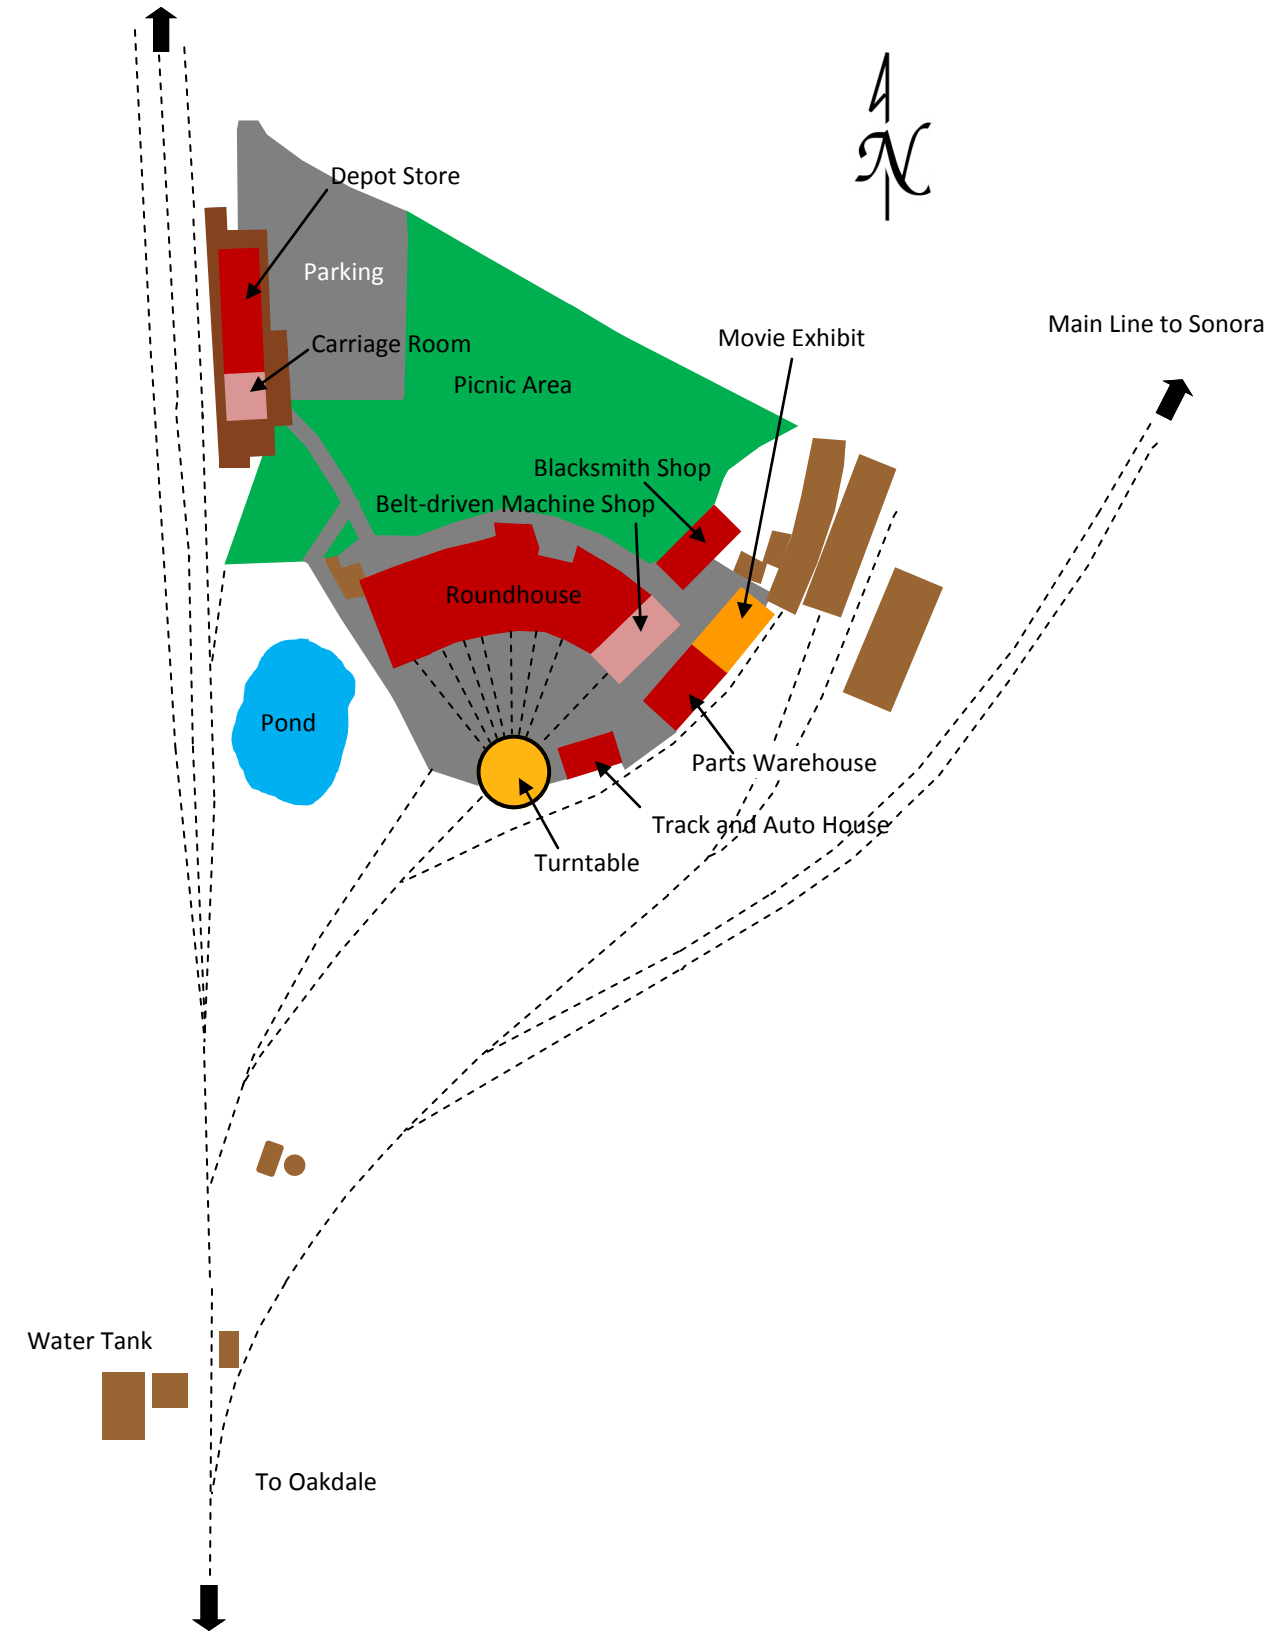 Depot Store
Parking
Main Line to Sonora
Movie Exhibit
Carriage Room
Picnic Area
Blacksmith Shop
Belt-driven Machine Shop
Roundhouse
Pond
Parts Warehouse
Track and Auto House
Turntable
Water Tank
To Oakdale
N